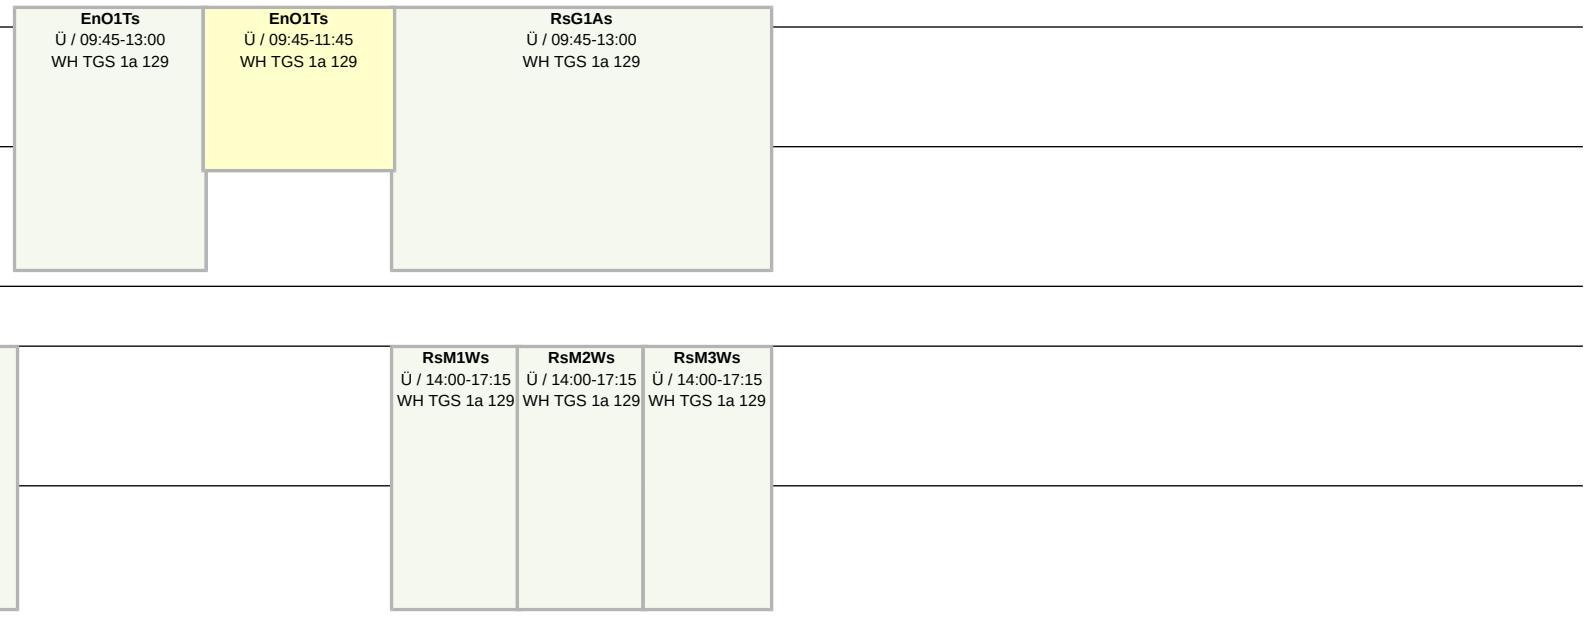 EnO1Ts
Ü / 09:45-13:00
WH TGS 1a 129
EnO1Ts
Ü / 09:45-11:45
WH TGS 1a 129
RsG1As
Ü / 09:45-13:00
WH TGS 1a 129
RsM1Ws
Ü / 14:00-17:15
WH TGS 1a 129
RsM2Ws
Ü / 14:00-17:15
WH TGS 1a 129
RsM3Ws
Ü / 14:00-17:15
WH TGS 1a 129